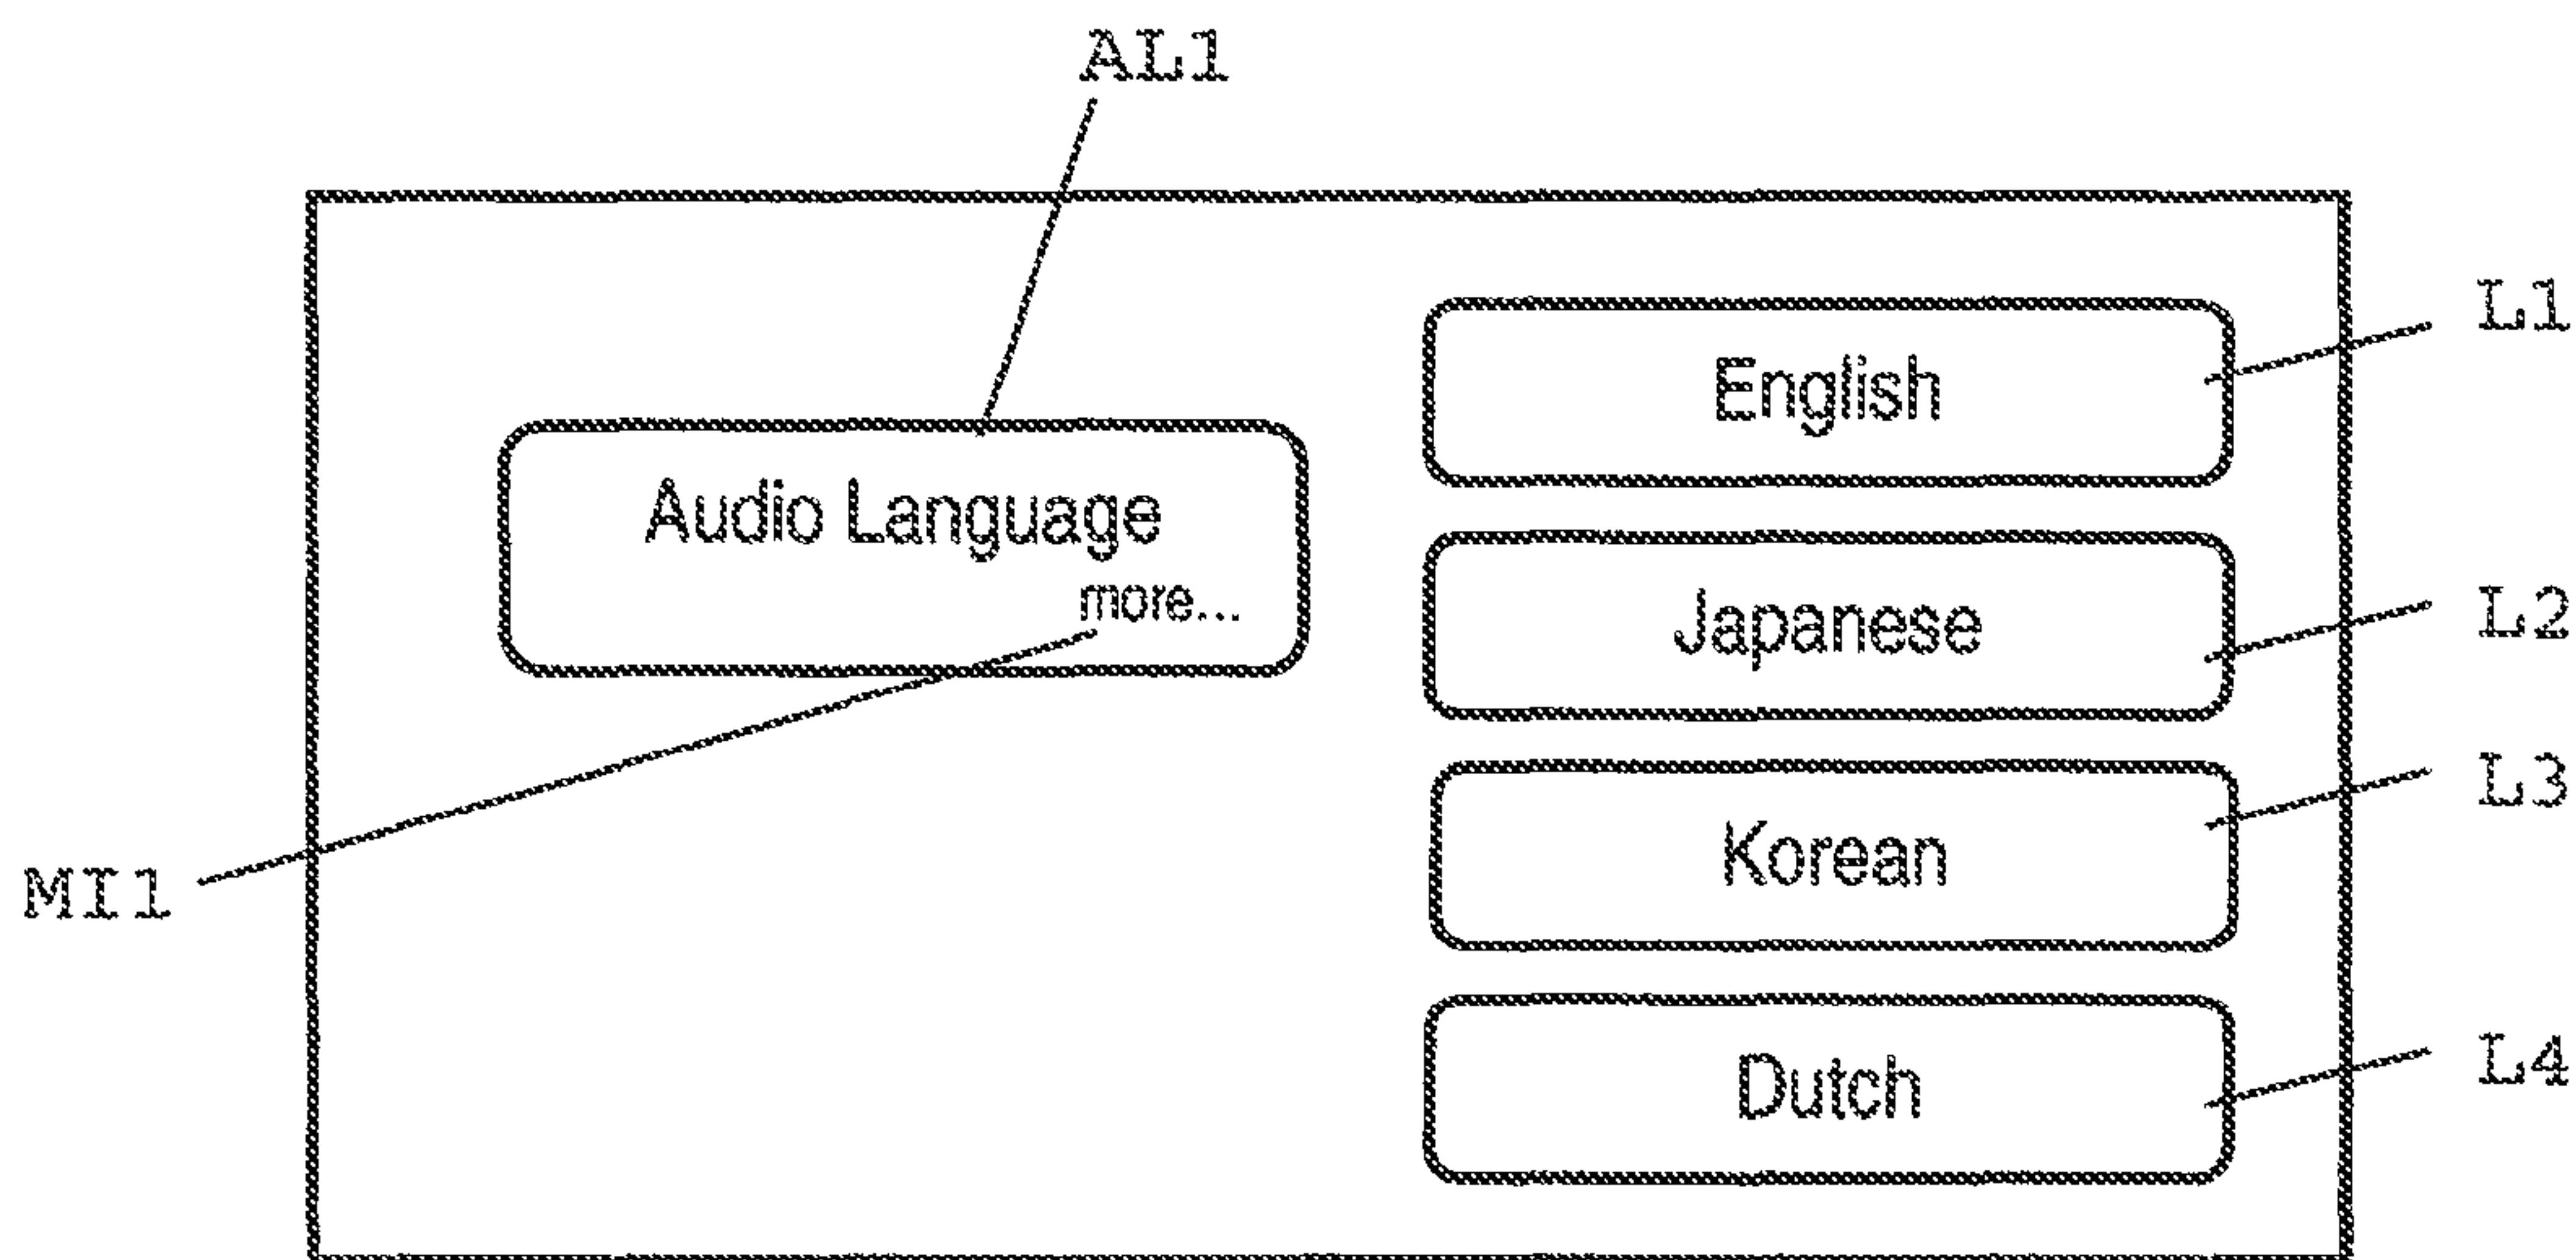 AL1
L1
English
Audio Language
more...
L2
Japanese
L3
Korean
MI1
L4
Dutch